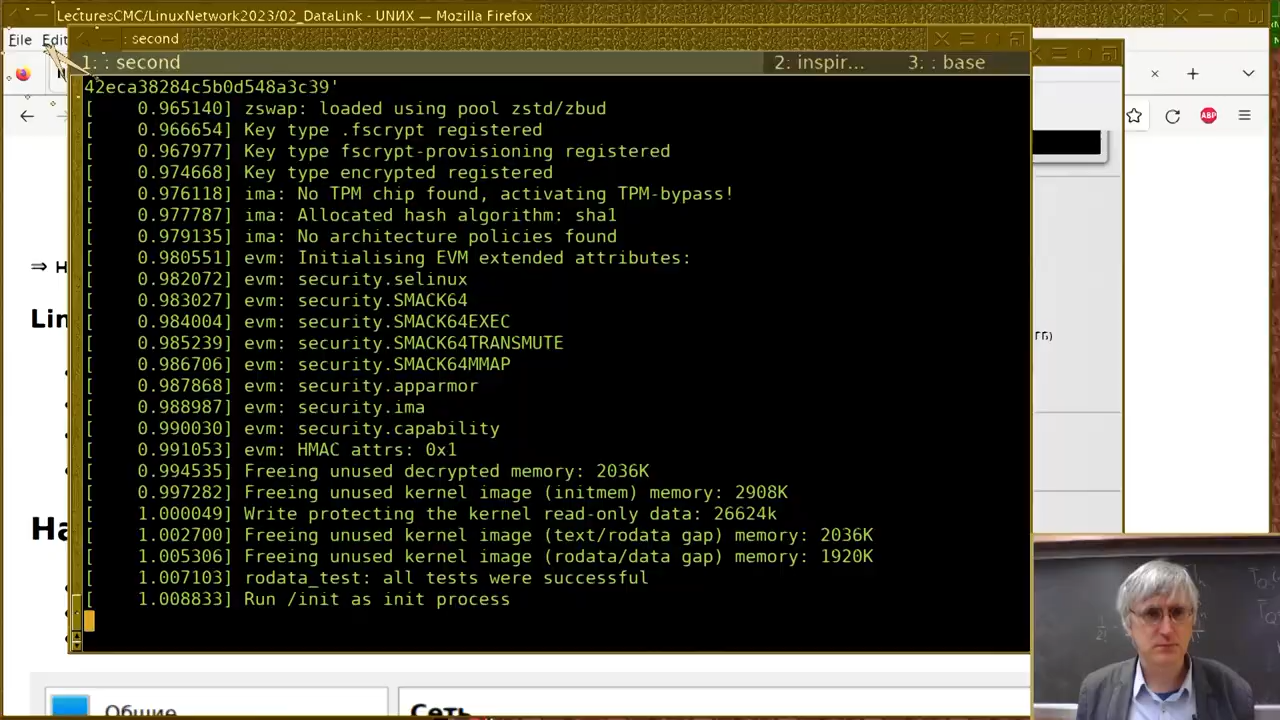 LecturesCMC/LinuxNetwork2023/02_DataLink - UNИX — Mozilla Firefox
File Edit
: second
1: : second 2: inspir... 3: : base
42eca38284c5b0d548a3c39'
[ 0.965140] zswap: loaded using pool zstd/zbud
[ 0.966654] Key type .fscrypt registered
[ 0.967977] Key type fscrypt-provisioning registered
[ 0.974668] Key type encrypted registered
[ 0.976118] ima: No TPM chip found, activating TPM-bypass!
[ 0.977787] ima: Allocated hash algorithm: sha1
[ 0.979135] ima: No architecture policies found
[ 0.980551] evm: Initialising EVM extended attributes:
[ 0.982072] evm: security.selinux
[ 0.983027] evm: security.SMACK64
[ 0.984004] evm: security.SMACK64EXEC
[ 0.985239] evm: security.SMACK64TRANSMUTE
[ 0.986706] evm: security.SMACK64MMAP
[ 0.987868] evm: security.apparmor
[ 0.988987] evm: security.ima
[ 0.990030] evm: security.capability
[ 0.991053] evm: HMAC attrs: 0x1
[ 0.994535] Freeing unused decrypted memory: 2036K
[ 0.997282] Freeing unused kernel image (initmem) memory: 2908K
[ 1.000049] Write protecting the kernel read-only data: 26624k
[ 1.002700] Freeing unused kernel image (text/rodata gap) memory: 2036K
[ 1.005306] Freeing unused kernel image (rodata/data gap) memory: 1920K
[ 1.007103] rodata_test: all tests were successful
[ 1.008833] Run /init as init process
ABP
⇒ Н
Lin
ГБ)
На
Общие
Сеть